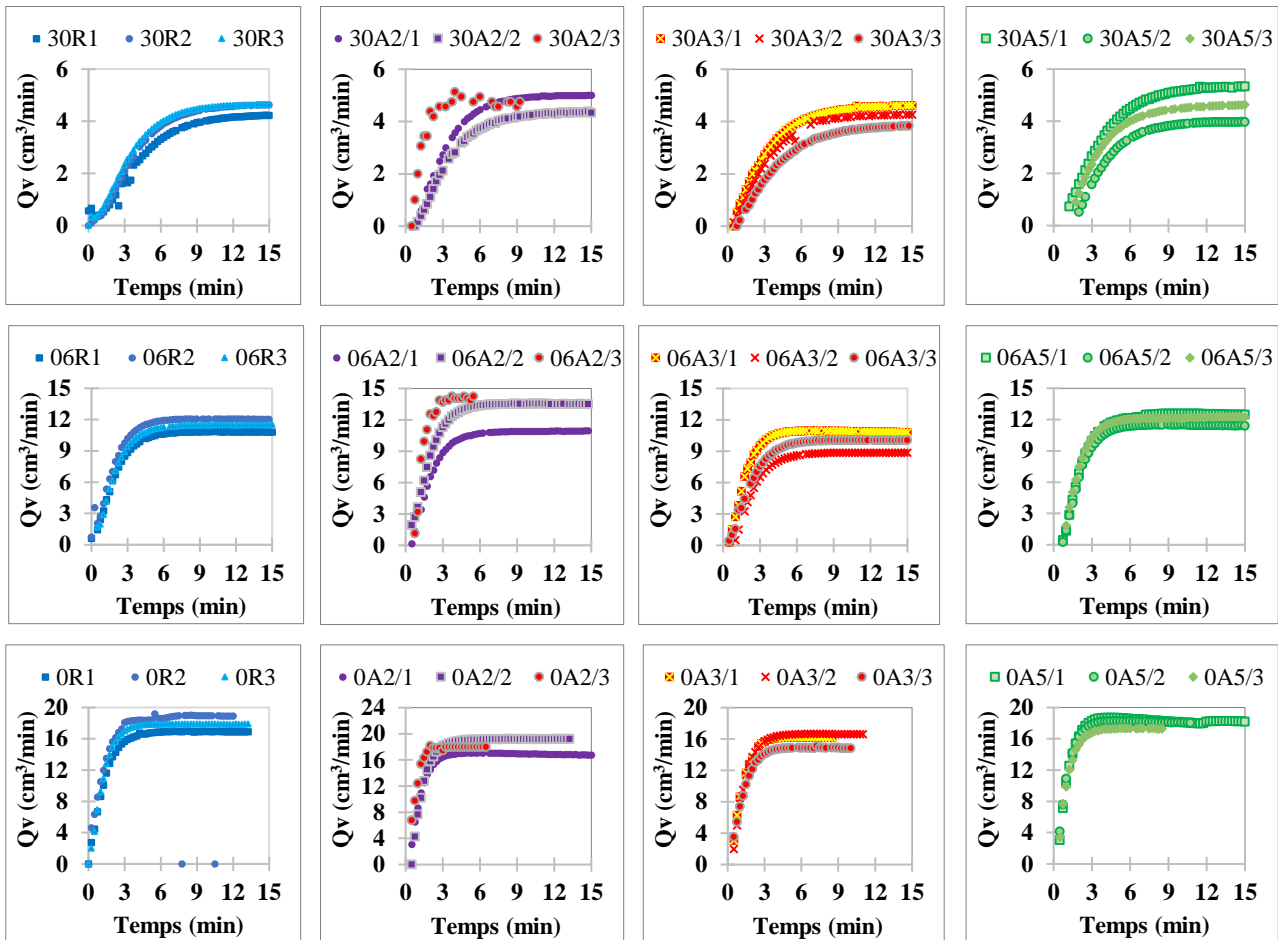 30R1 30R2 30R3
6
4
2
0
Qv (cm³/min)
0 3 6 9 12 15
Temps (min)
30A2/1 30A2/2 30A2/3
6
4
2
0
Qv (cm³/min)
0 3 6 9 12 15
Temps (min)
30A3/1 30A3/2 30A3/3
6
4
2
0
Qv (cm³/min)
0 3 6 9 12 15
Temps (min)
30A5/1 30A5/2 30A5/3
6
4
2
0
Qv (cm³/min)
0 3 6 9 12 15
Temps (min)
06R1 06R2 06R3
15
12
9
6
3
0
Qv (cm³/min)
0 3 6 9 12 15
Temps (min)
06A2/1 06A2/2 06A2/3
15
12
9
6
3
0
Qv (cm³/min)
0 3 6 9 12 15
Temps (min)
06A3/1 06A3/2 06A3/3
15
12
9
6
3
0
Qv (cm³/min)
0 3 6 9 12 15
Temps (min)
06A5/1 06A5/2 06A5/3
15
12
9
6
3
0
Qv (cm³/min)
0 3 6 9 12 15
Temps (min)
0R1 0R2 0R3
20
16
12
8
4
0
Qv (cm³/min)
0 3 6 9 12 15
Temps (min)
0A2/1 0A2/2 0A2/3
24
20
16
12
8
4
0
Qv (cm³/min)
0 3 6 9 12 15
Temps (min)
0A3/1 0A3/2 0A3/3
20
16
12
8
4
0
Qv (cm³/min)
0 3 6 9 12 15
Temps (min)
0A5/1 0A5/2 0A5/3
20
16
12
8
4
0
Qv (cm³/min)
0 3 6 9 12 15
Temps (min)